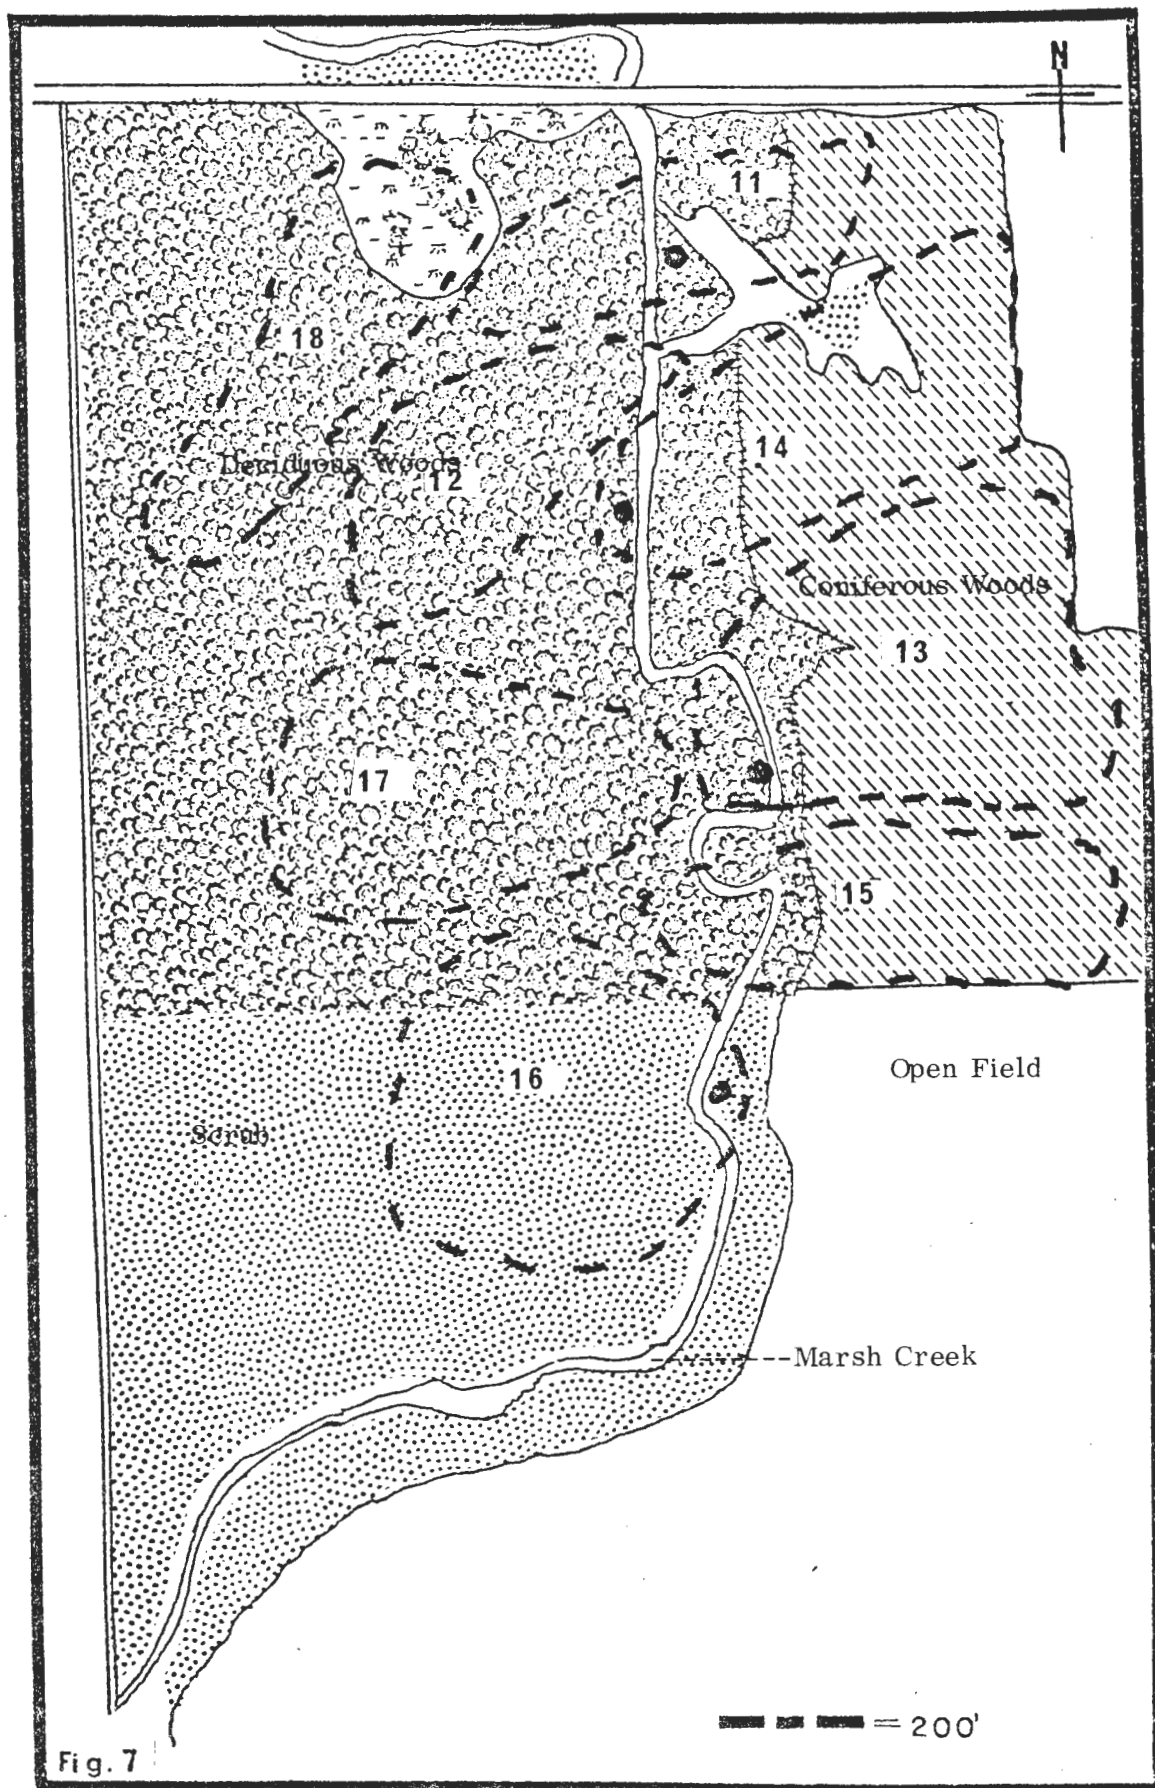 N
11
18
14
Deciduous Woods
12
Coniferous Woods
13
17
15
Open Field
16
Scrub
Marsh Creek
= 200'
Fig. 7